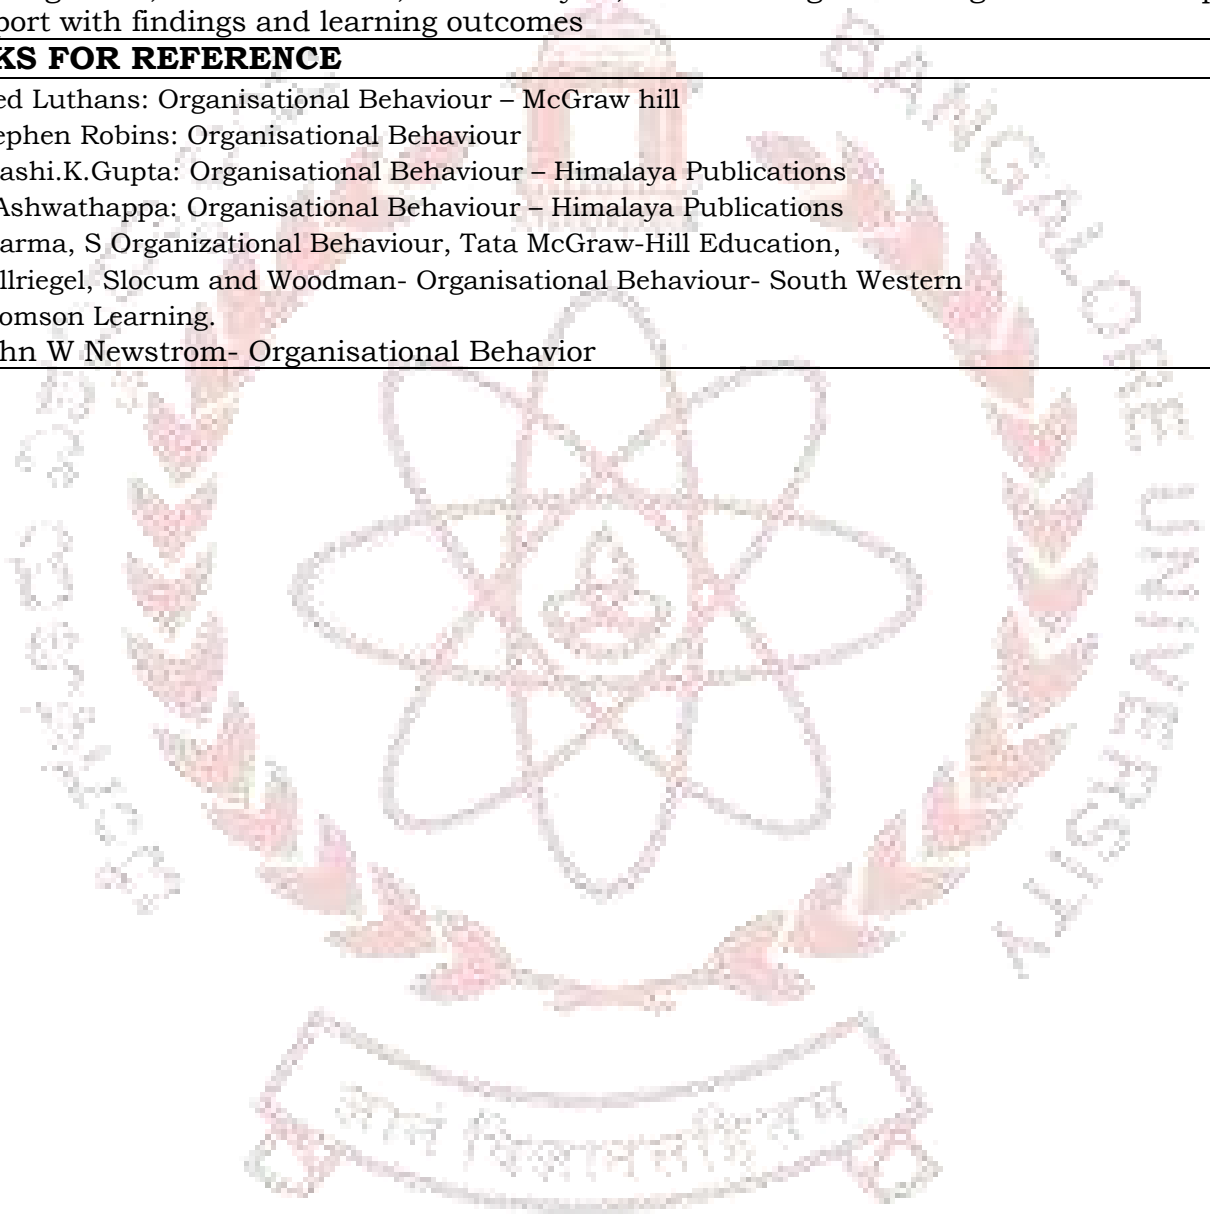 port with findings and learning outcomes
KS FOR REFERENCE
ed Luthans: Organisational Behaviour – McGraw hill
ephen Robins: Organisational Behaviour
ashi.K.Gupta: Organisational Behaviour – Himalaya Publications
Ashwathappa: Organisational Behaviour – Himalaya Publications
arma, S Organizational Behaviour, Tata McGraw-Hill Education,
llriegel, Slocum and Woodman- Organisational Behaviour- South Western
omson Learning.
hn W Newstrom- Organisational Behavior
BANGALORE UNIVERSITY